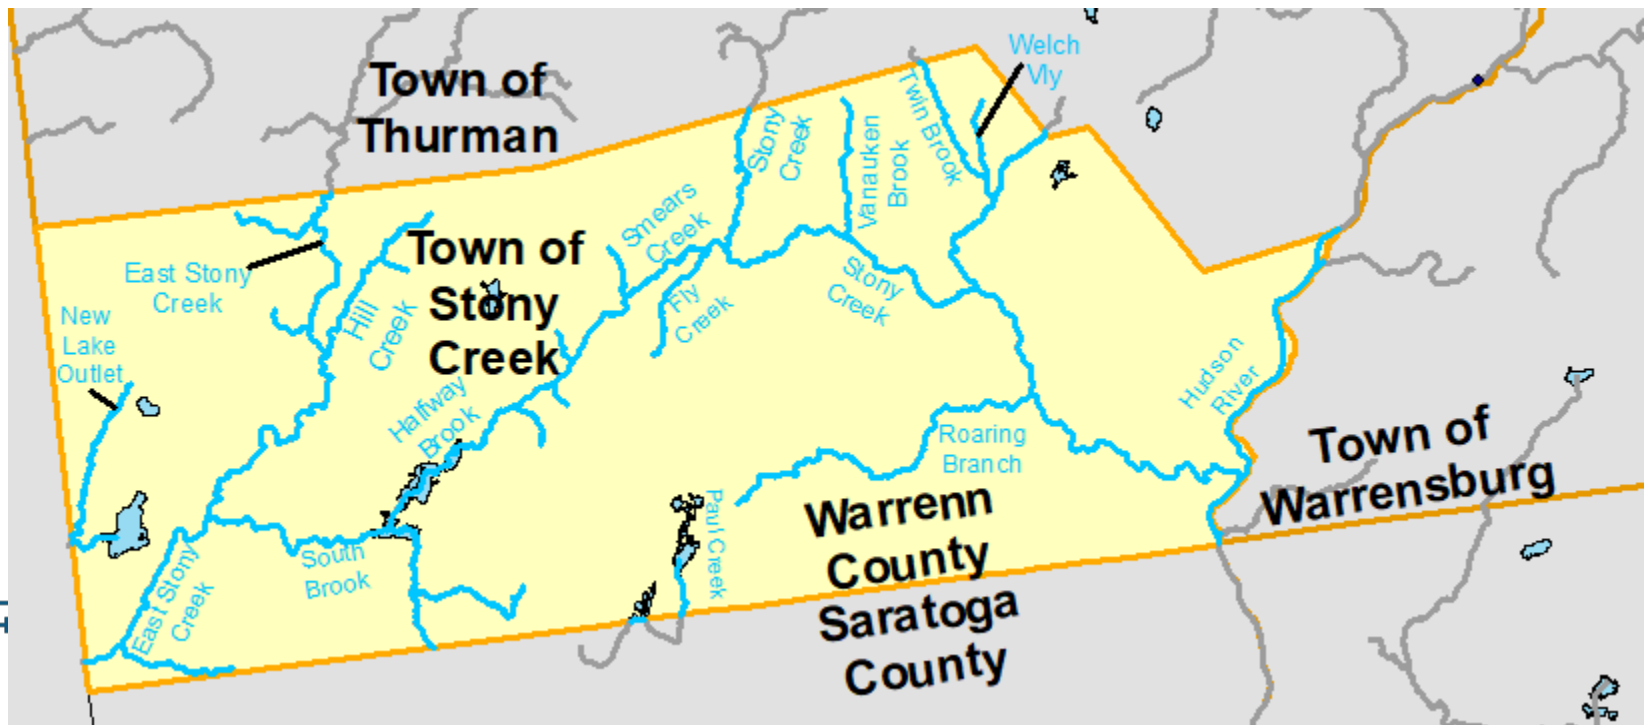 Welch
Vly
Town of
Thurman
Twin Brook
Stony
Creek
Vanauken
Brook
Smears
Creek
Town of
Stony
Creek
East Stony
Creek
Hill
Creek
Fly
Creek
Stony
Creek
New
Lake
Outlet
Halfway
Brook
Hudson
River
Roaring
Branch
Town of
Warrensburg
Paul Creek
Warrenn
County
Saratoga
County
South
Brook
East Stony
Creek